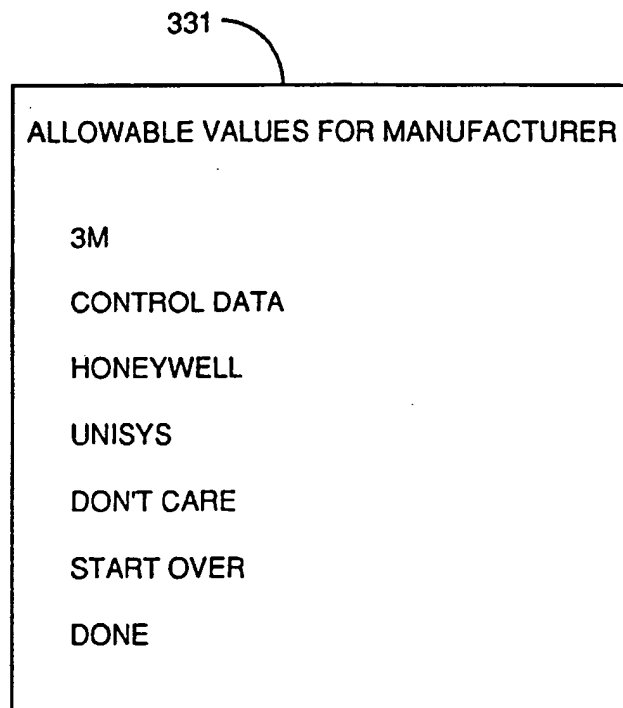 331
ALLOWABLE VALUES FOR MANUFACTURER
3M
CONTROL DATA
HONEYWELL
UNISYS
DON'T CARE
START OVER
DONE